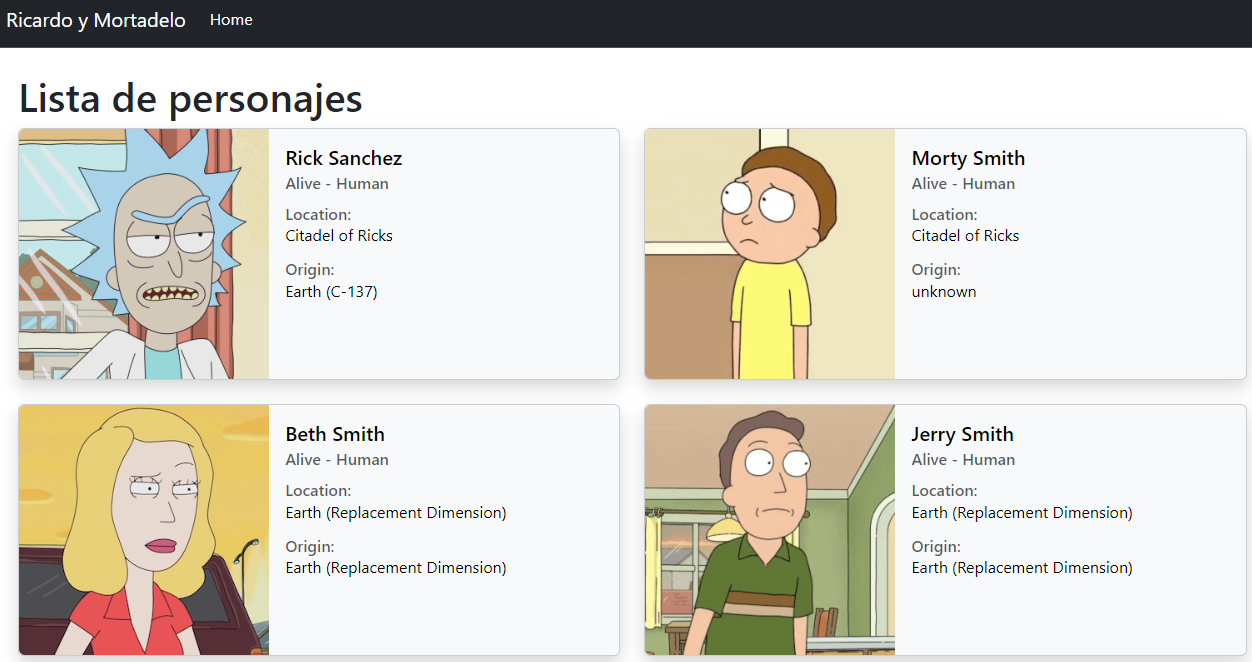 Ricardo y Mortadelo Home
Lista de personajes
Rick Sanchez
Alive - Human
Location:
Citadel of Ricks
Origin:
Earth (C-137)
Morty Smith
Alive - Human
Location:
Citadel of Ricks
Origin:
unknown
Beth Smith
Alive - Human
Location:
Earth (Replacement Dimension)
Origin:
Earth (Replacement Dimension)
Jerry Smith
Alive - Human
Location:
Earth (Replacement Dimension)
Origin:
Earth (Replacement Dimension)